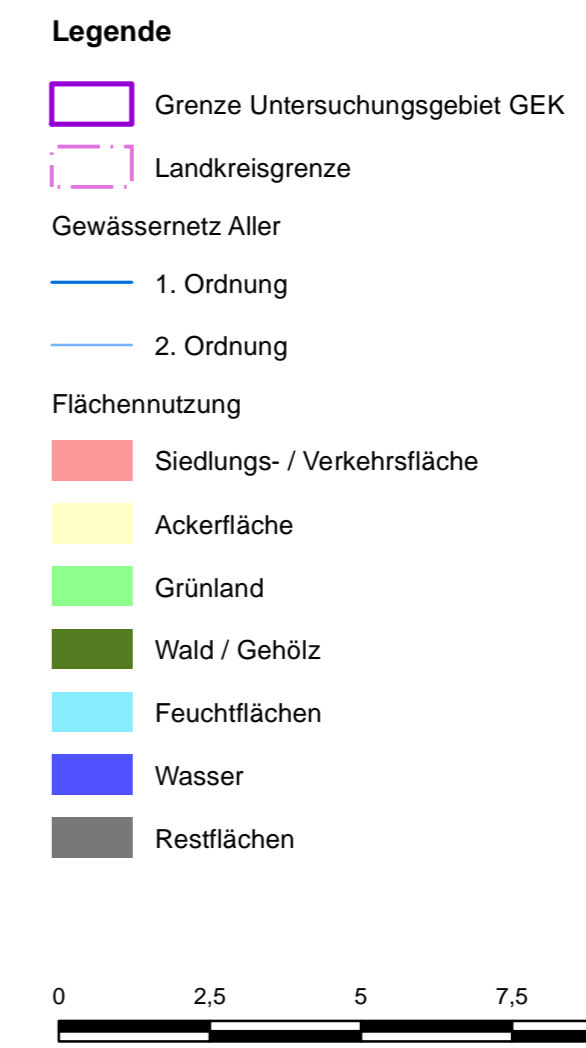 Legende
Grenze Untersuchungsgebiet GEK
Landkreisgrenze
Gewässernetz Aller
1. Ordnung
2. Ordnung
Flächennutzung
Siedlungs- / Verkehrsfläche
Ackerfläche
Grünland
Wald / Gehölz
Feuchtflächen
Wasser
Restflächen
0 2,5 5 7,5